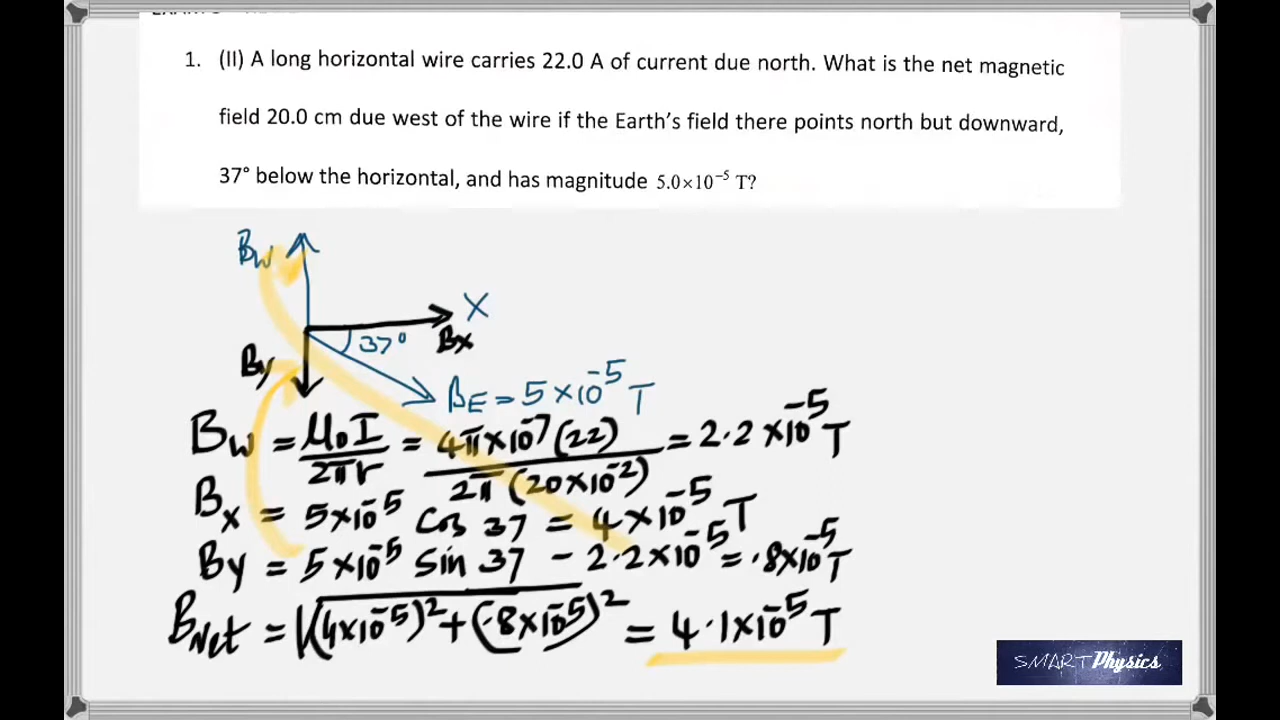 1. (II) A long horizontal wire carries 22.0 A of current due north. What is the net magnetic
field 20.0 cm due west of the wire if the Earth's field there points north but downward,
37° below the horizontal, and has magnitude 5.0×10⁻⁵ T?
Bw
X
37°
Bx
By
BE = 5×10⁻⁵ T
Bw = μ₀I/2πr = 4π×10⁻⁷(22)/2π(20×10⁻²) = 2.2×10⁻⁵ T
Bx = 5×10⁻⁵ Cos 37 = 4×10⁻⁵ T
By = 5×10⁻⁵ sin 37 − 2.2×10⁻⁵ = .8×10⁻⁵ T
BNet = √(4×10⁻⁵)² + (.8×10⁻⁵)² = 4.1×10⁻⁵ T
SMART Physics